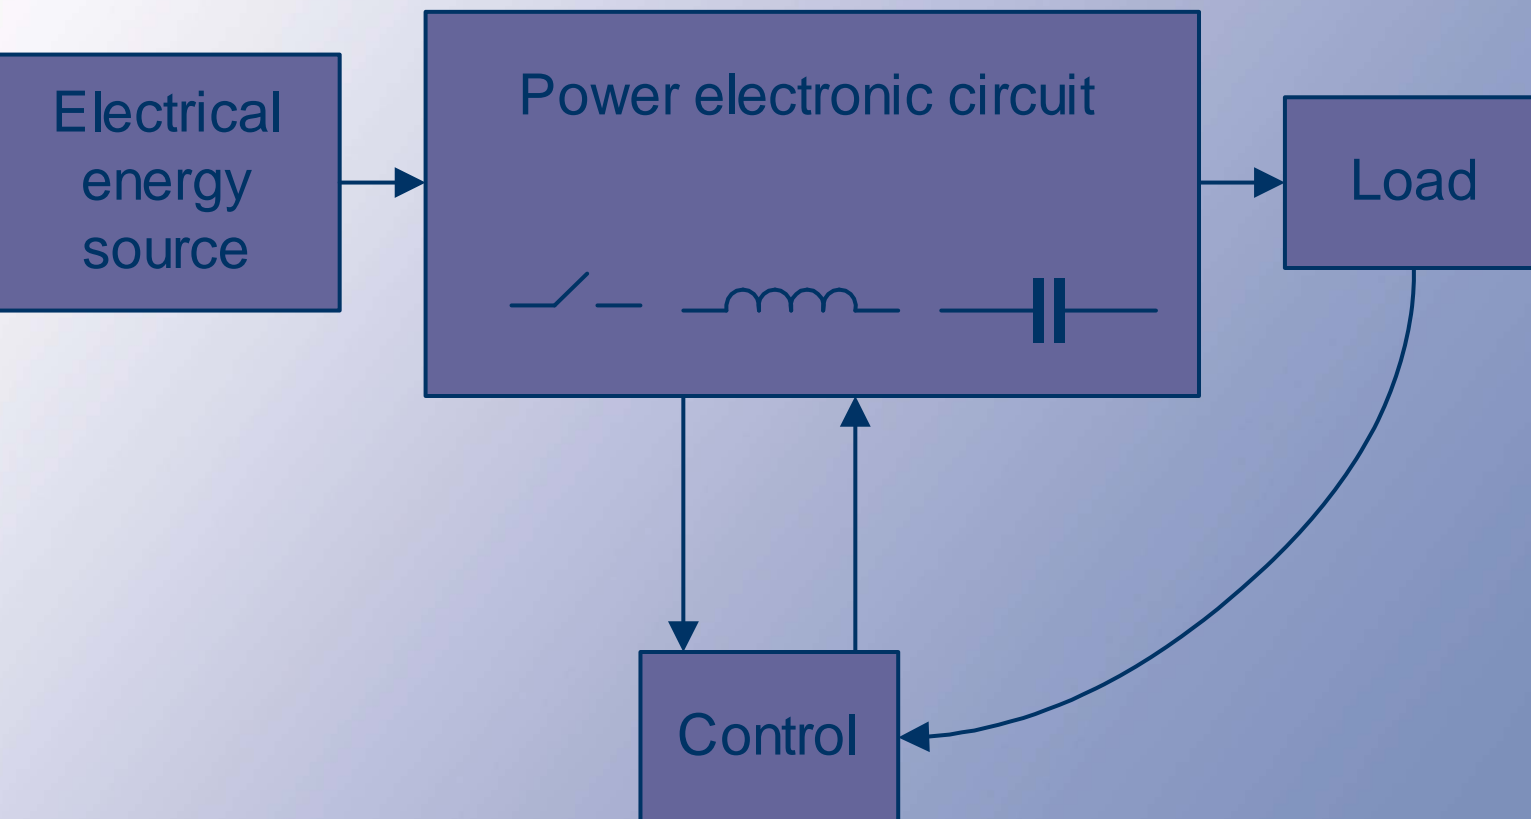 Electrical
energy
source
Power electronic circuit
Load
Control